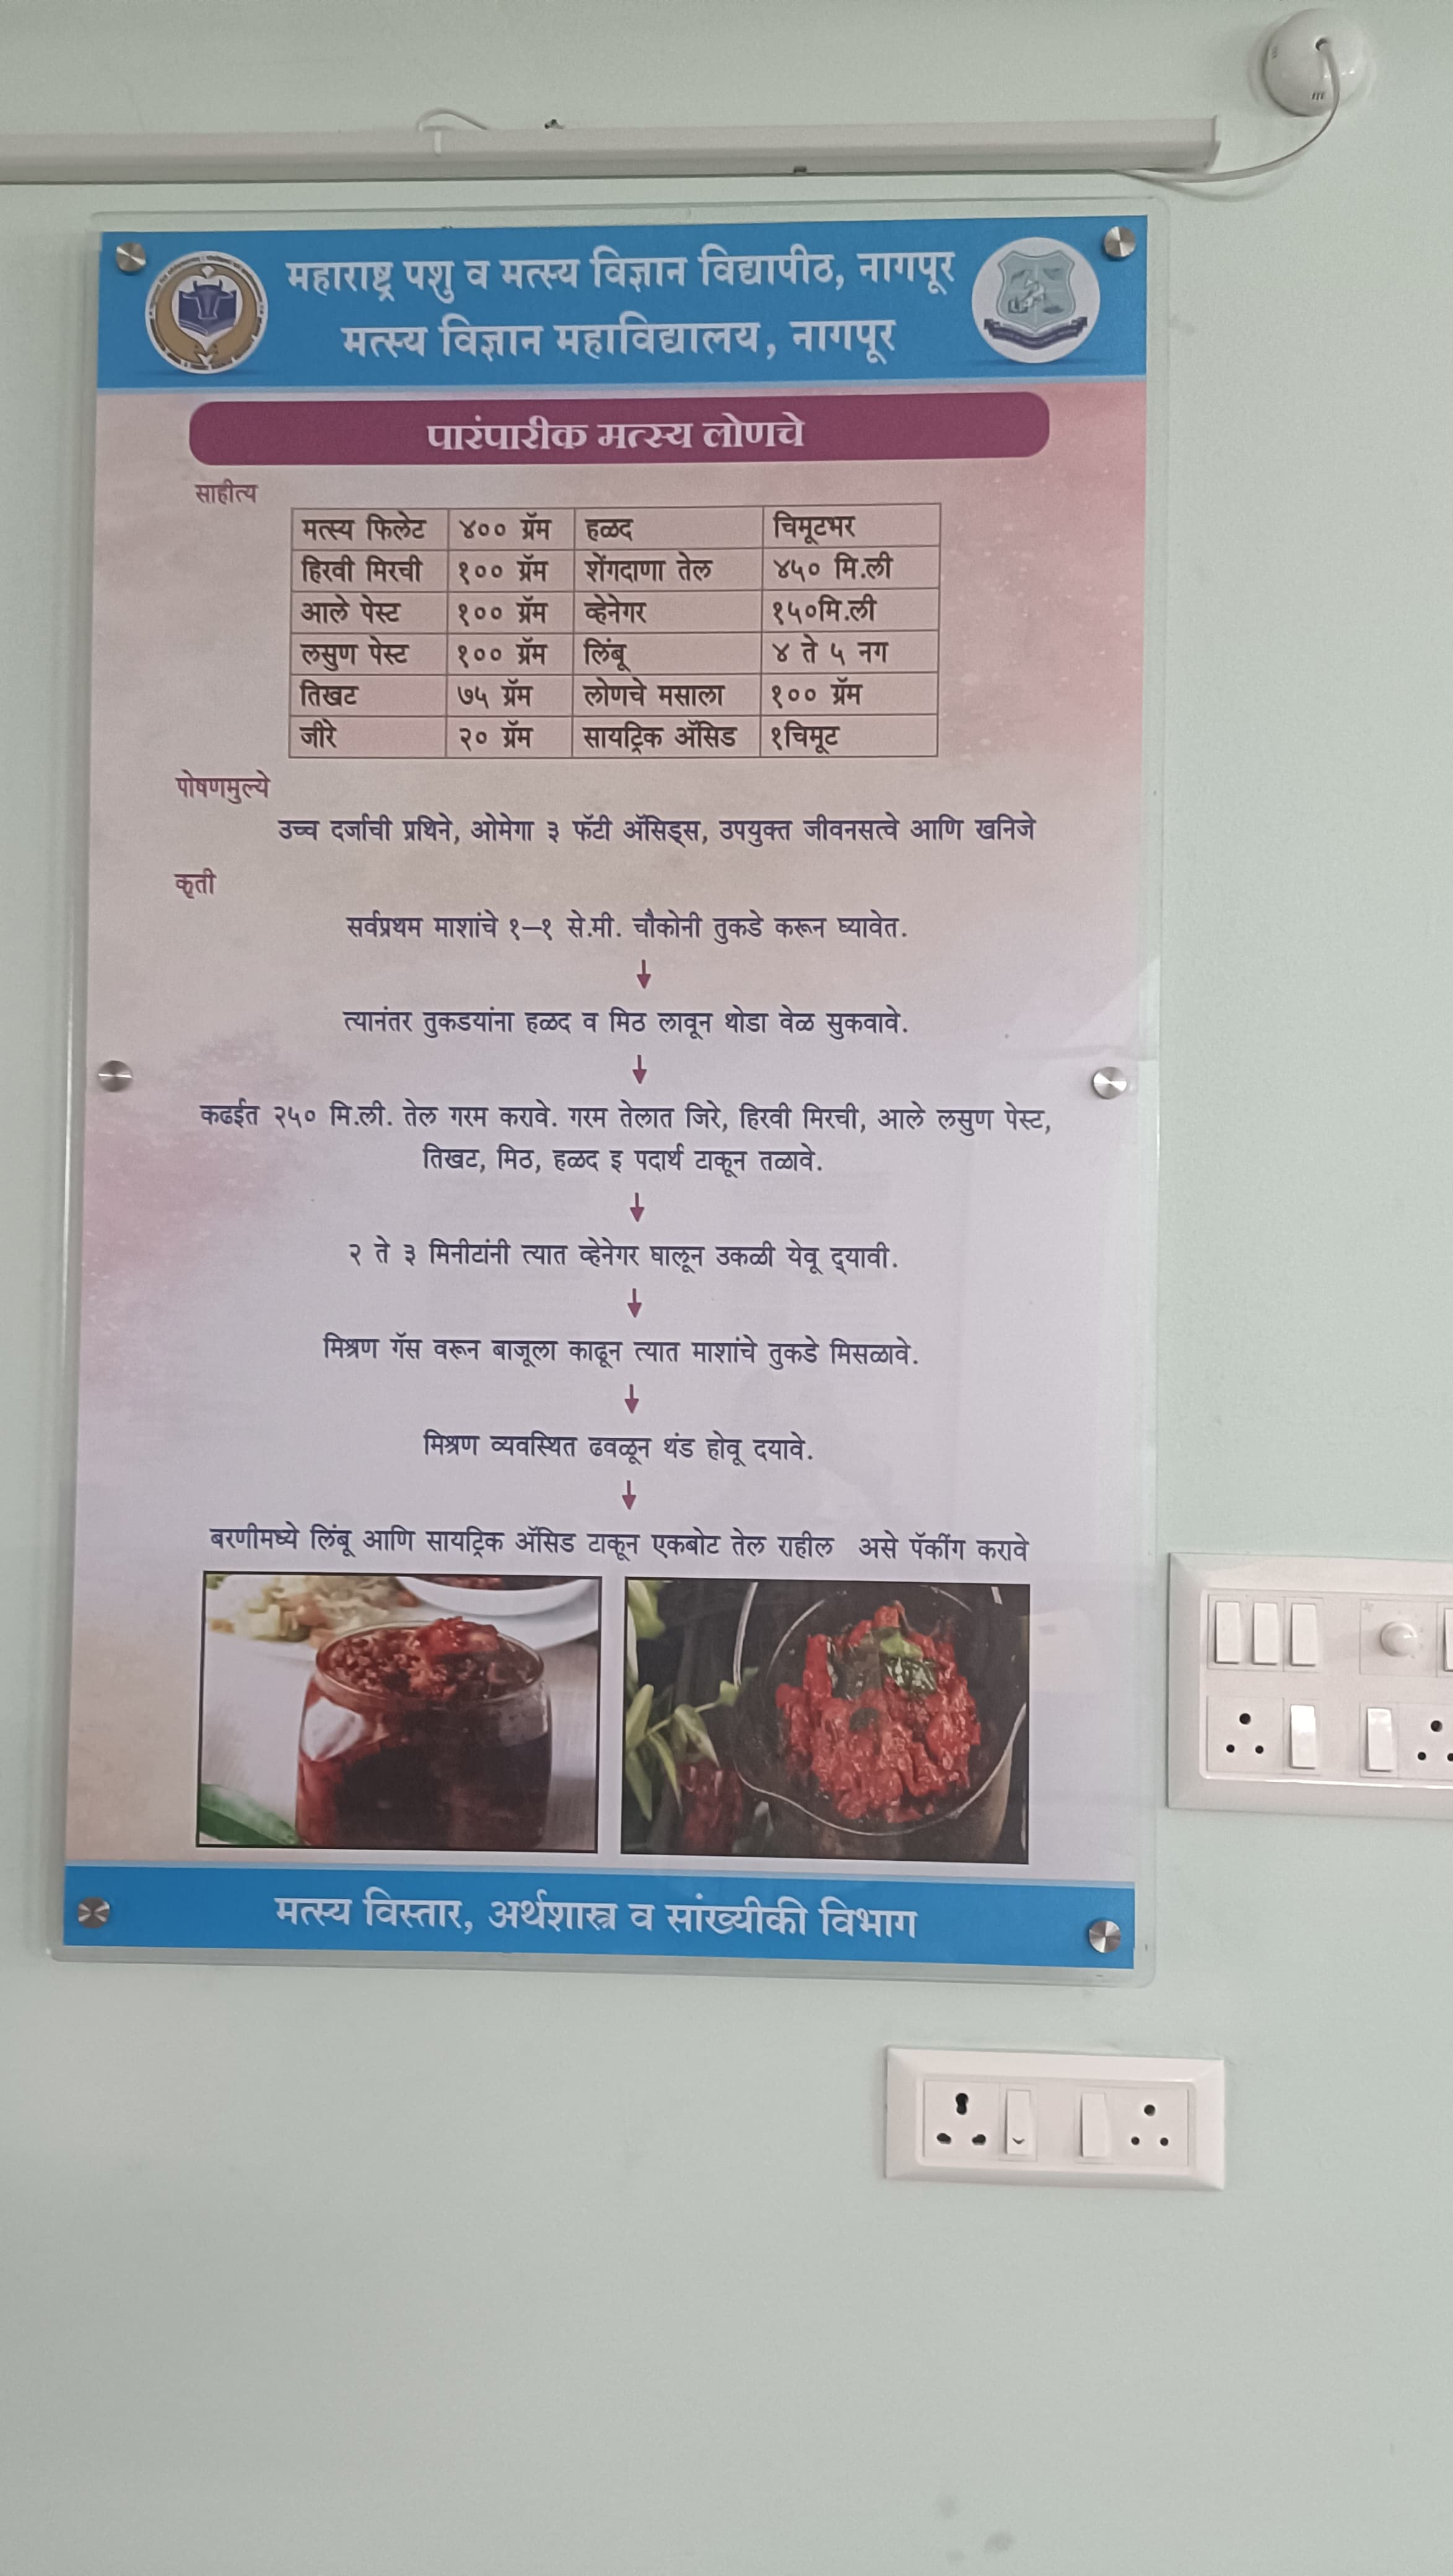 महाराष्ट्र पशु व मत्स्य विज्ञान विद्यापीठ, नागपूर
मत्स्य विज्ञान महाविद्यालय, नागपूर
पारंपारीक मत्स्य लोणचे
साहीत्य
मत्स्य फिलेट ४०० ग्रॅम हळद चिमूटभर
हिरवी मिरची १०० ग्रॅम शेंगदाणा तेल ४५० मि.ली
आले पेस्ट १०० ग्रॅम व्हेनेगर १५०मि.ली
लसुण पेस्ट १०० ग्रॅम लिंबू ४ ते ५ नग
तिखट ७५ ग्रॅम लोणचे मसाला १०० ग्रॅम
जीरे २० ग्रॅम सायट्रिक ॲसिड १चिमूट
पोषणमुल्ये
उच्च दर्जाची प्रथिने, ओमेगा ३ फॅटी ॲसिड्स, उपयुक्त जीवनसत्वे आणि खनिजे
कृती
सर्वप्रथम माशांचे १–१ से.मी. चौकोनी तुकडे करून घ्यावेत.
त्यानंतर तुकडयांना हळद व मिठ लावून थोडा वेळ सुकवावे.
कढईत २५० मि.ली. तेल गरम करावे. गरम तेलात जिरे, हिरवी मिरची, आले लसुण पेस्ट,
तिखट, मिठ, हळद इ पदार्थ टाकून तळावे.
२ ते ३ मिनीटांनी त्यात व्हेनेगर घालून उकळी येवू द्यावी.
मिश्रण गॅस वरून बाजूला काढून त्यात माशांचे तुकडे मिसळावे.
मिश्रण व्यवस्थित ढवळून थंड होवू दयावे.
बरणीमध्ये लिंबू आणि सायट्रिक ॲसिड टाकून एकबोट तेल राहील असे पॅकींग करावे
मत्स्य विस्तार, अर्थशास्त्र व सांख्यीकी विभाग